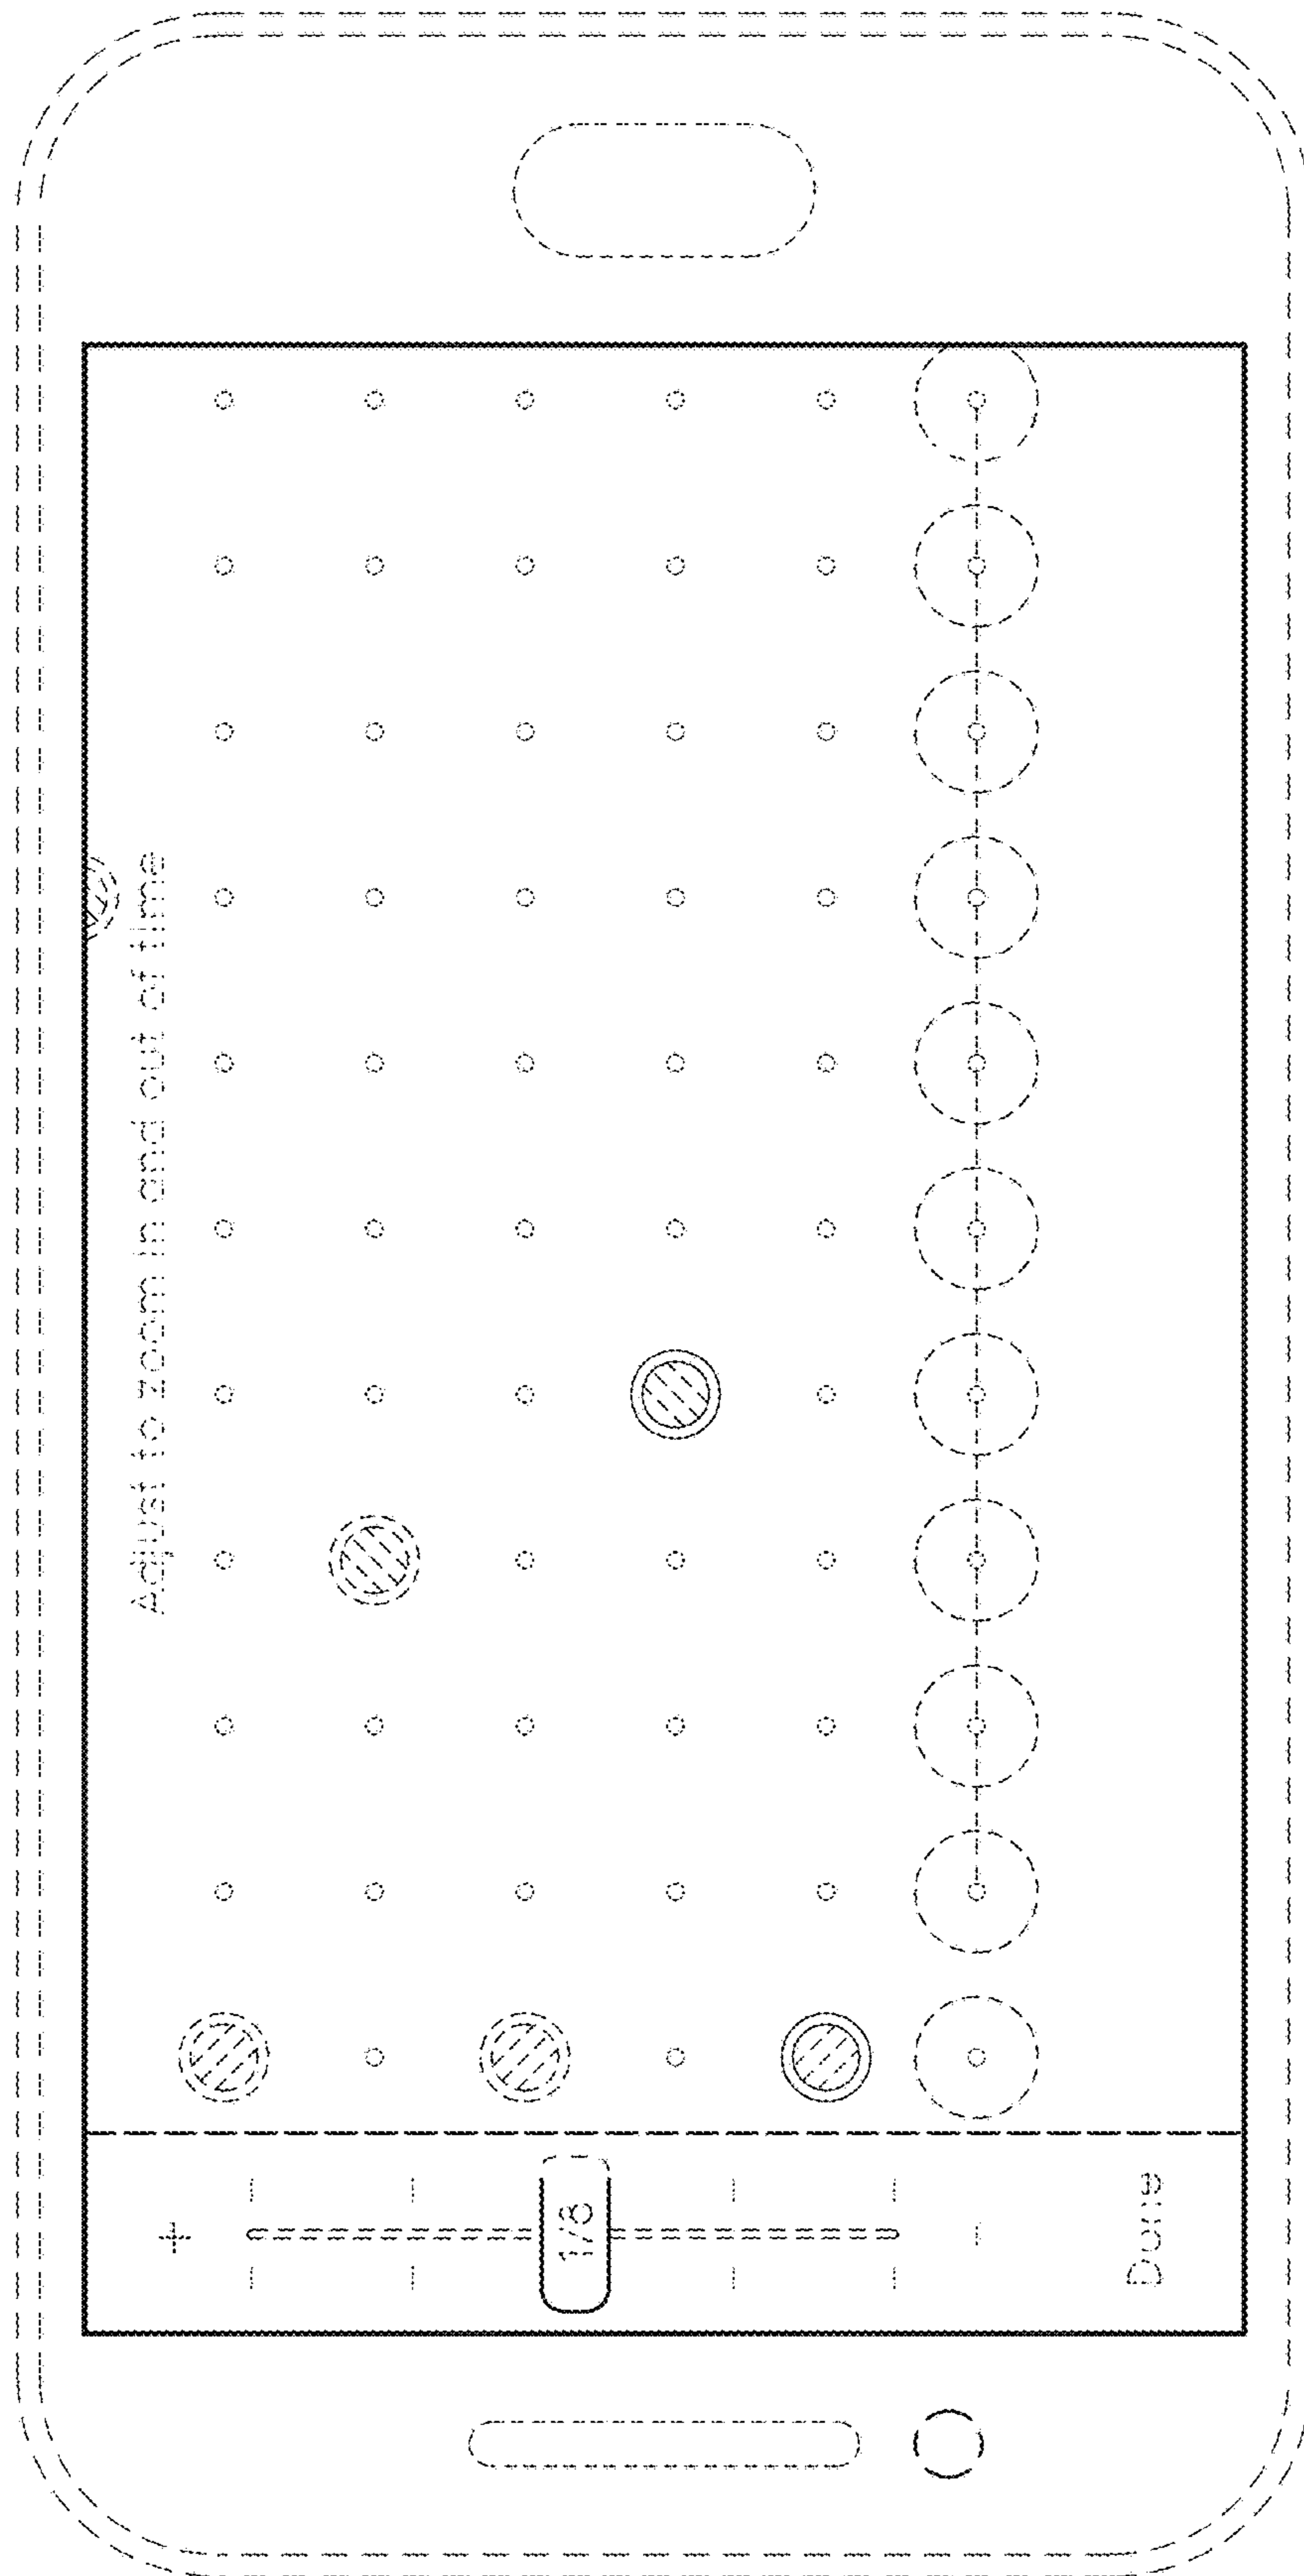 Adjust to zoom in and out of time
+
1/8
−
Done